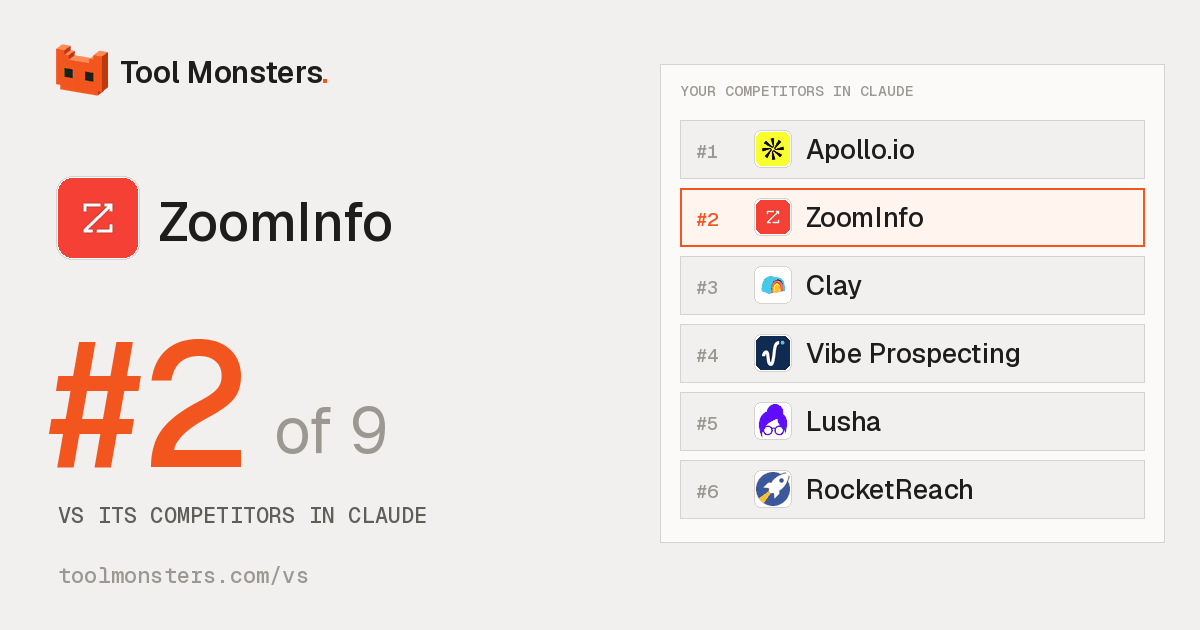 Tool Monsters.
ZoomInfo
#2 of 9
VS ITS COMPETITORS IN CLAUDE
toolmonsters.com/vs
YOUR COMPETITORS IN CLAUDE
#1 Apollo.io
#2 ZoomInfo
#3 Clay
#4 Vibe Prospecting
#5 Lusha
#6 RocketReach